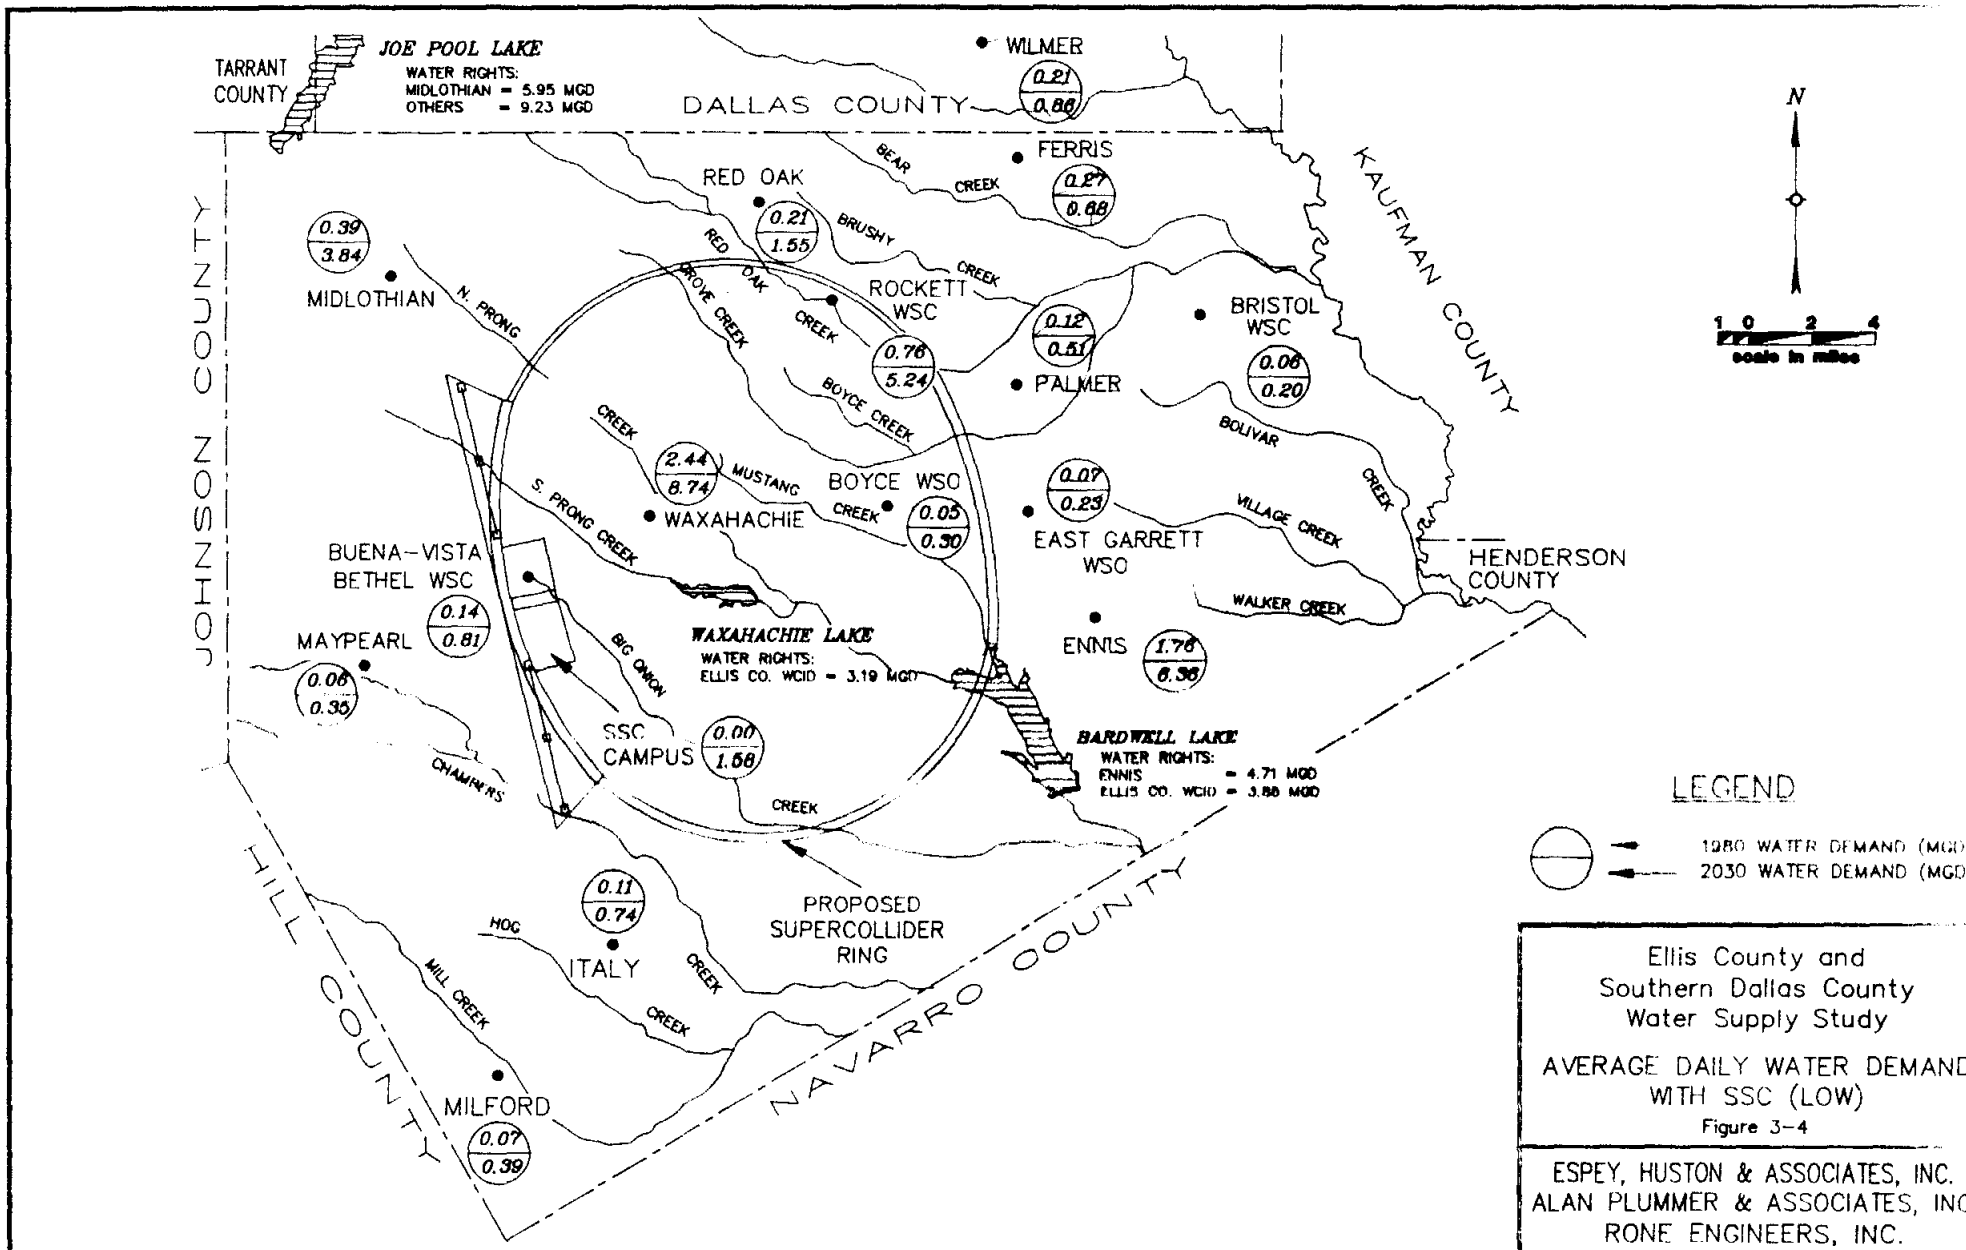 JOE POOL LAKE
WATER RIGHTS:
MIDLOTHIAN = 5.95 MGD
OTHERS = 9.23 MGD
TARRANT
COUNTY
DALLAS COUNTY
WILMER
0.21
KAUFMAN COUNTY
N
1 0 2 4
scale in miles
FERRIS
0.27
BEAR
CREEK
RED OAK
0.21
1.55
BRUSHY
CREEK
RED OAK
CREEK
GROVE CREEK
0.39
3.84
MIDLOTHIAN
N. PRONG
JOHNSON COUNTY
ROCKETT
WSC
0.76
5.24
0.12
0.51
PALMER
BRISTOL
WSC
0.06
0.20
BOLIVAR
CREEK
BOYCE CREEK
CREEK
2.44
8.74
MUSTANG
CREEK
WAXAHACHIE
BOYCE WSC
0.05
0.30
0.07
0.23
EAST GARRETT
WSC
VILLAGE CREEK
WALKER CREEK
HENDERSON
COUNTY
S. PRONG CREEK
BUENA-VISTA
BETHEL WSC
0.14
0.81
MAYPEARL
0.06
0.35
BIG ONION
WAXAHACHIE LAKE
WATER RIGHTS:
ELLIS CO. WCID = 3.19 MGD
ENNIS
1.76
SSC
CAMPUS
0.00
BARDWELL LAKE
WATER RIGHTS:
ENNIS = 4.71 MGD
ELLIS CO. WCID =
CHAMBERS
CREEK
CREEK
PROPOSED
SUPERCOLLIDER
RING
0.11
0.74
ITALY
HOG
CREEK
MILL CREEK
HILL COUNTY
NAVARRO COUNTY
MILFORD
0.07
0.39
LEGEND
1980 WATER DEMAND (MGD
2030 WATER DEMAND (MGD
Ellis County and
Southern Dallas County
Water Supply Study
AVERAGE DAILY WATER DEMAND
WITH SSC (LOW)
Figure 3-4
ESPEY, HUSTON & ASSOCIATES, INC.
ALAN PLUMMER & ASSOCIATES, INC
RONE ENGINEERS, INC.